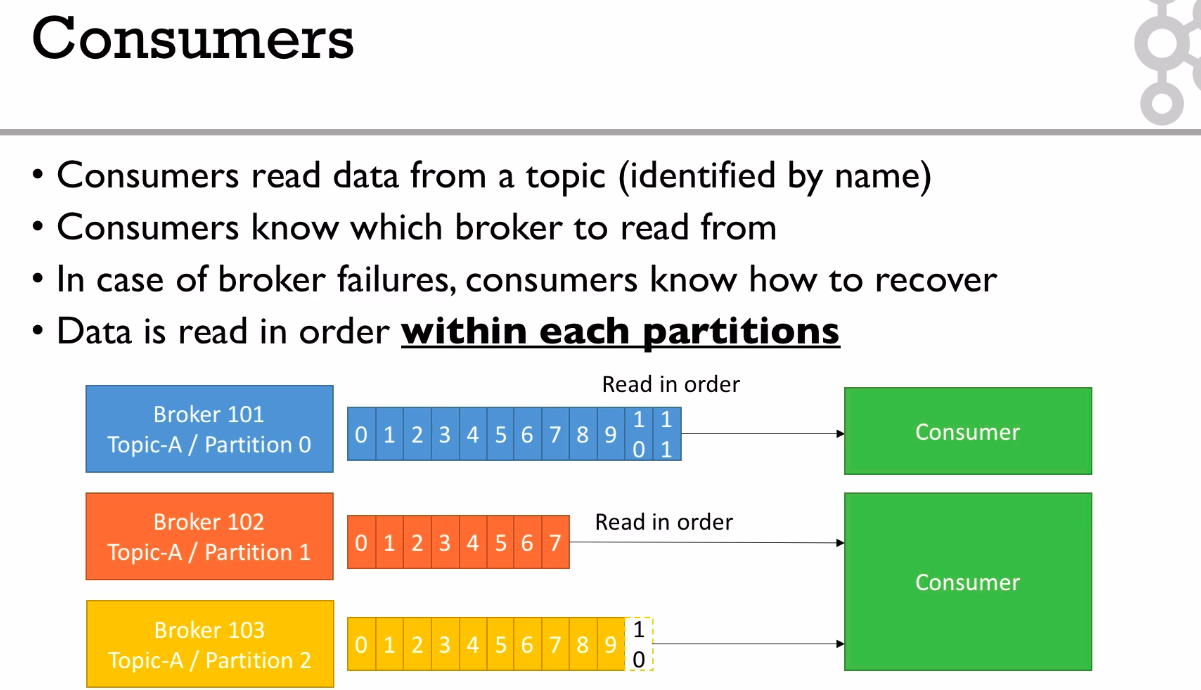 Consumers
• Consumers read data from a topic (identified by name)
• Consumers know which broker to read from
• In case of broker failures, consumers know how to recover
• Data is read in order within each partitions
Read in order
Broker 101
Topic-A / Partition 0
0 1 2 3 4 5 6 7 8 9 10 11
Consumer
Broker 102
Topic-A / Partition 1
0 1 2 3 4 5 6 7
Read in order
Consumer
Broker 103
Topic-A / Partition 2
0 1 2 3 4 5 6 7 8 9 10